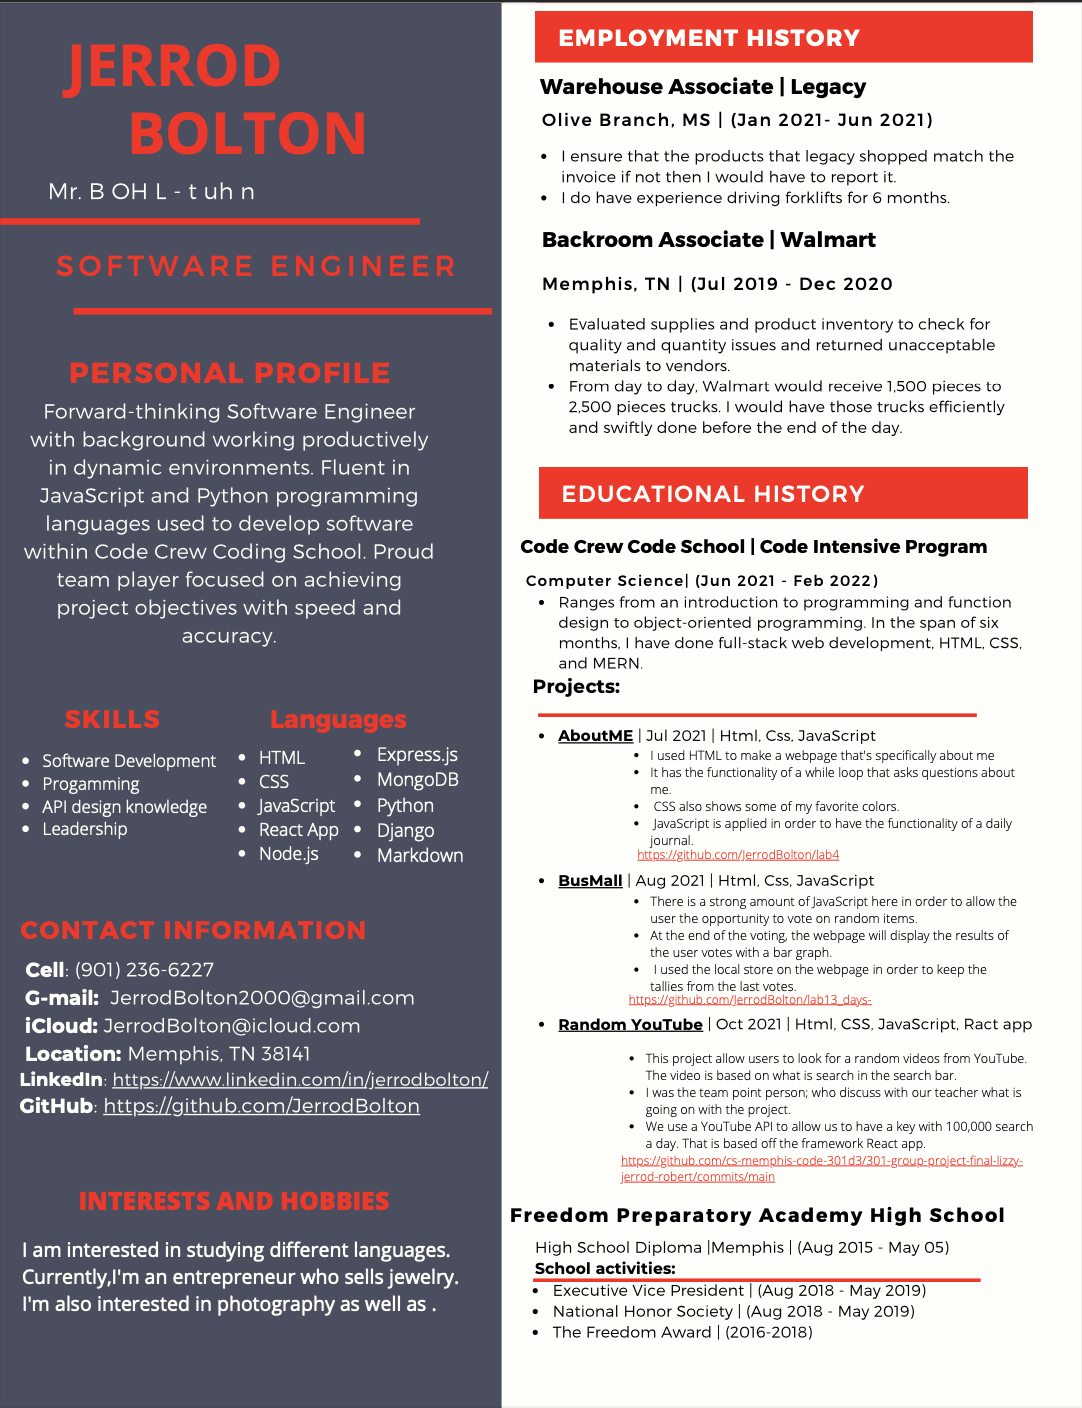 JERROD
BOLTON
Mr. B OH L - t uh n
SOFTWARE ENGINEER
PERSONAL PROFILE
Forward-thinking Software Engineer
with background working productively
in dynamic environments. Fluent in
JavaScript and Python programming
languages used to develop software
within Code Crew Coding School. Proud
team player focused on achieving
project objectives with speed and
accuracy.
SKILLS
• Software Development
• Progamming
• API design knowledge
• Leadership
Languages
• HTML
• CSS
• JavaScript
• React App
• Node.js
• Express.js
• MongoDB
• Python
• Django
• Markdown
CONTACT INFORMATION
Cell: (901) 236-6227
G-mail: JerrodBolton2000@gmail.com
iCloud: JerrodBolton@icloud.com
Location: Memphis, TN 38141
LinkedIn: https://www.linkedin.com/in/jerrodbolton/
GitHub: https://github.com/JerrodBolton
INTERESTS AND HOBBIES
I am interested in studying different languages.
Currently,I'm an entrepreneur who sells jewelry.
I'm also interested in photography as well as .
EMPLOYMENT HISTORY
Warehouse Associate | Legacy
Olive Branch, MS | (Jan 2021- Jun 2021)
• I ensure that the products that legacy shopped match the
invoice if not then I would have to report it.
• I do have experience driving forklifts for 6 months.
Backroom Associate | Walmart
Memphis, TN | (Jul 2019 - Dec 2020
• Evaluated supplies and product inventory to check for
quality and quantity issues and returned unacceptable
materials to vendors.
• From day to day, Walmart would receive 1,500 pieces to
2,500 pieces trucks. I would have those trucks efficiently
and swiftly done before the end of the day.
EDUCATIONAL HISTORY
Code Crew Code School | Code Intensive Program
Computer Science| (Jun 2021 - Feb 2022)
• Ranges from an introduction to programming and function
design to object-oriented programming. In the span of six
months, I have done full-stack web development, HTML, CSS,
and MERN.
Projects:
• AboutME | Jul 2021 | Html, Css, JavaScript
• I used HTML to make a webpage that's specifically about me
• It has the functionality of a while loop that asks questions about
me.
• CSS also shows some of my favorite colors.
• JavaScript is applied in order to have the functionality of a daily
journal.
https://github.com/JerrodBolton/lab4
• BusMall | Aug 2021 | Html, Css, JavaScript
• There is a strong amount of JavaScript here in order to allow the
user the opportunity to vote on random items.
• At the end of the voting, the webpage will display the results of
the user votes with a bar graph.
• I used the local store on the webpage in order to keep the
tallies from the last votes.
https://github.com/JerrodBolton/lab13_days-
• Random YouTube | Oct 2021 | Html, CSS, JavaScript, Ract app
• This project allow users to look for a random videos from YouTube.
The video is based on what is search in the search bar.
• I was the team point person; who discuss with our teacher what is
going on with the project.
• We use a YouTube API to allow us to have a key with 100,000 search
a day. That is based off the framework React app.
https://github.com/cs-memphis-code-301d3/301-group-project-final-lizzy-
jerrod-robert/commits/main
Freedom Preparatory Academy High School
High School Diploma |Memphis | (Aug 2015 - May 05)
School activities:
• Executive Vice President | (Aug 2018 - May 2019)
• National Honor Society | (Aug 2018 - May 2019)
• The Freedom Award | (2016-2018)